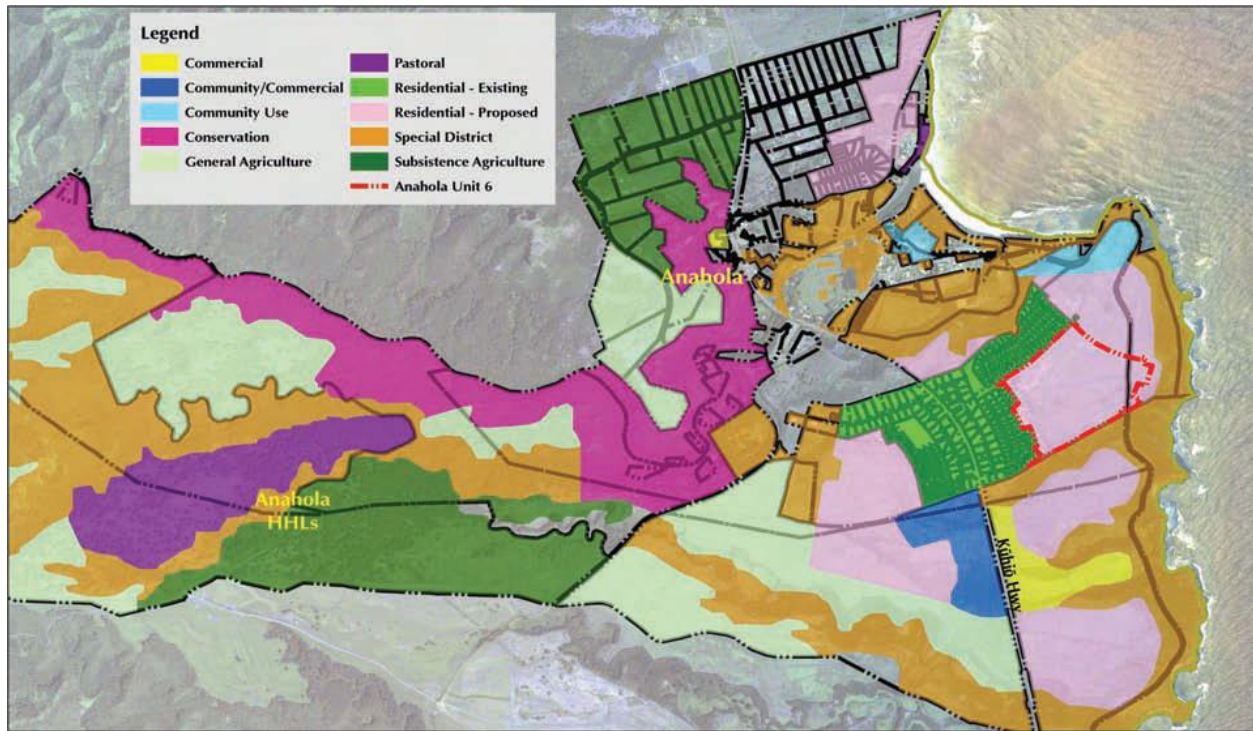 Legend
Commercial
Community/Commercial
Community Use
Conservation
General Agriculture
Pastoral
Residential - Existing
Residential - Proposed
Special District
Subsistence Agriculture
Anahola Unit 6
Anahola
Anahola
HHLs
Kūhiō Hwy